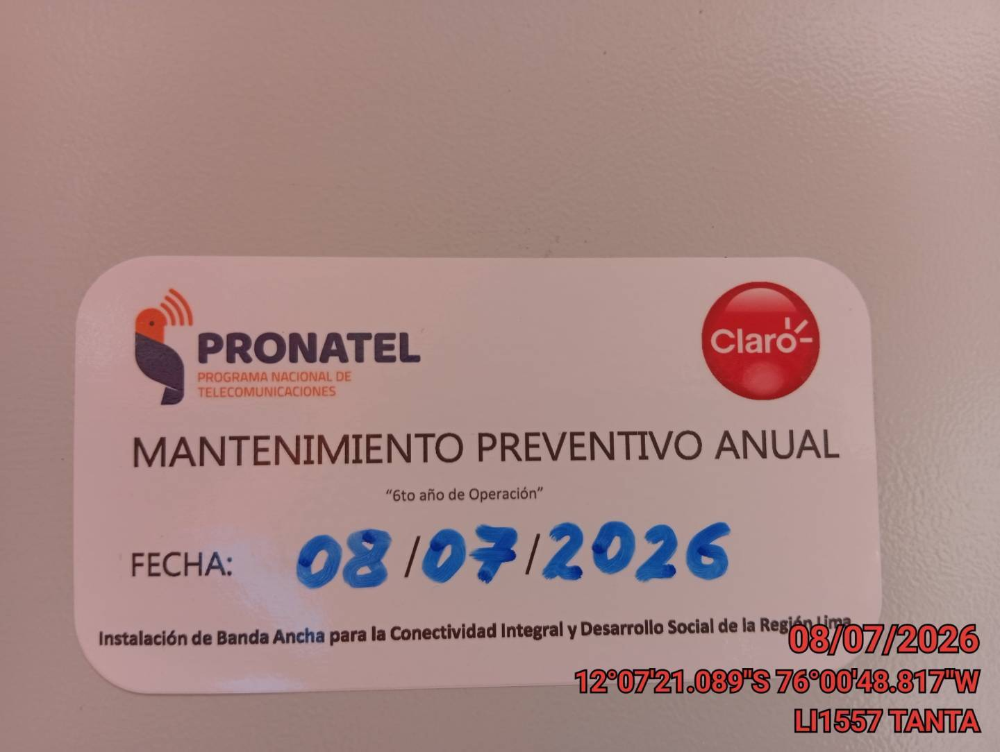 PRONATEL
PROGRAMA NACIONAL DE
TELECOMUNICACIONES
Claro
MANTENIMIENTO PREVENTIVO ANUAL
“6to año de Operación”
FECHA: 08/07/2026
Instalación de Banda Ancha para la Conectividad Integral y Desarrollo Social de la Región Lima
08/07/2026
12°07'21.089"S 76°00'48.817"W
LI1557 TANTA